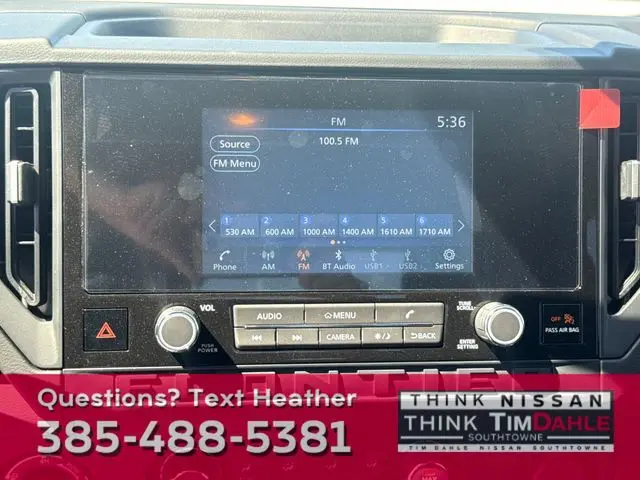 FM
5:36
Source
100.5 FM
FM Menu
1 2 3 4 5 6
530 AM 600 AM 1000 AM 1400 AM 1610 AM 1710 AM
Phone AM FM BT Audio USB1 USB2 Settings
VOL
PUSH
POWER
AUDIO
MENU
CAMERA
BACK
TUNE
SCROLL
ENTER
SETTING
OFF
PASS AIR BAG
FRONTIER
Questions? Text Heather
385-488-5381
THINK NISSAN
THINK TIMDAHLE
SOUTHTOWNE
TIM DAHLE NISSAN SOUTHTOWNE